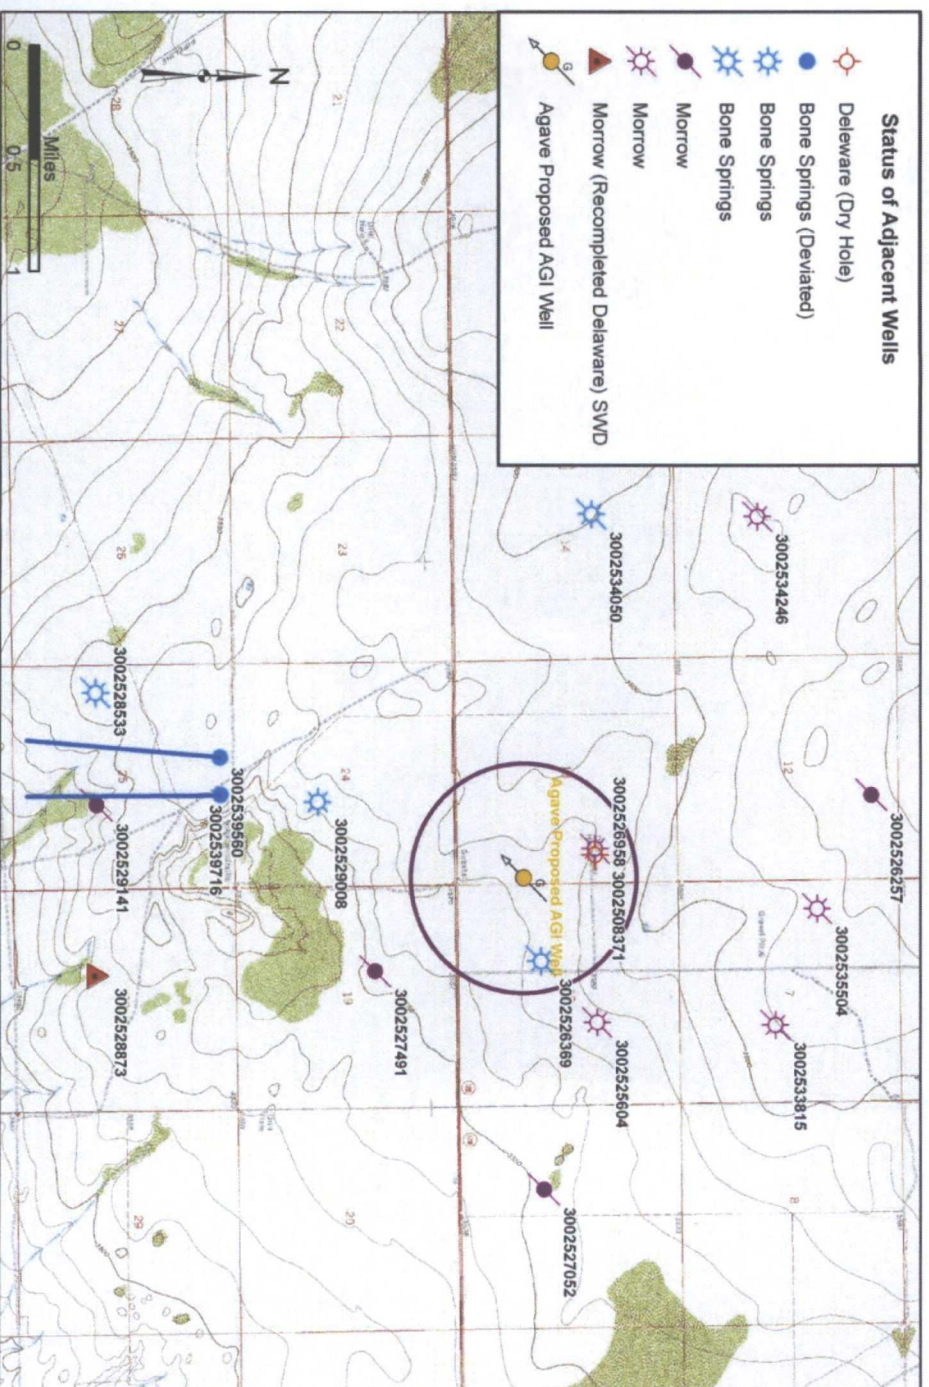 Status of Adjacent Wells
Deleware (Dry Hole)
Bone Springs (Deviated)
Bone Springs
Bone Springs
Morrow
Morrow
Morrow (Recompleted Delaware) SWD
G
Agave Proposed AGI Well
3002526257
3002535504
3002533815
3002534246
12
7
8
3002534050
14
3002526958 3002508371
3002525604
Agave Proposed AGI Well
G
3002526369
3002527052
3002527491
21
22
23
24
19
20
3002529008
3002539560
3002539716
N
28
27
26
25
29
3002528533
3002529141
3002528873
Miles
0 0.5 1